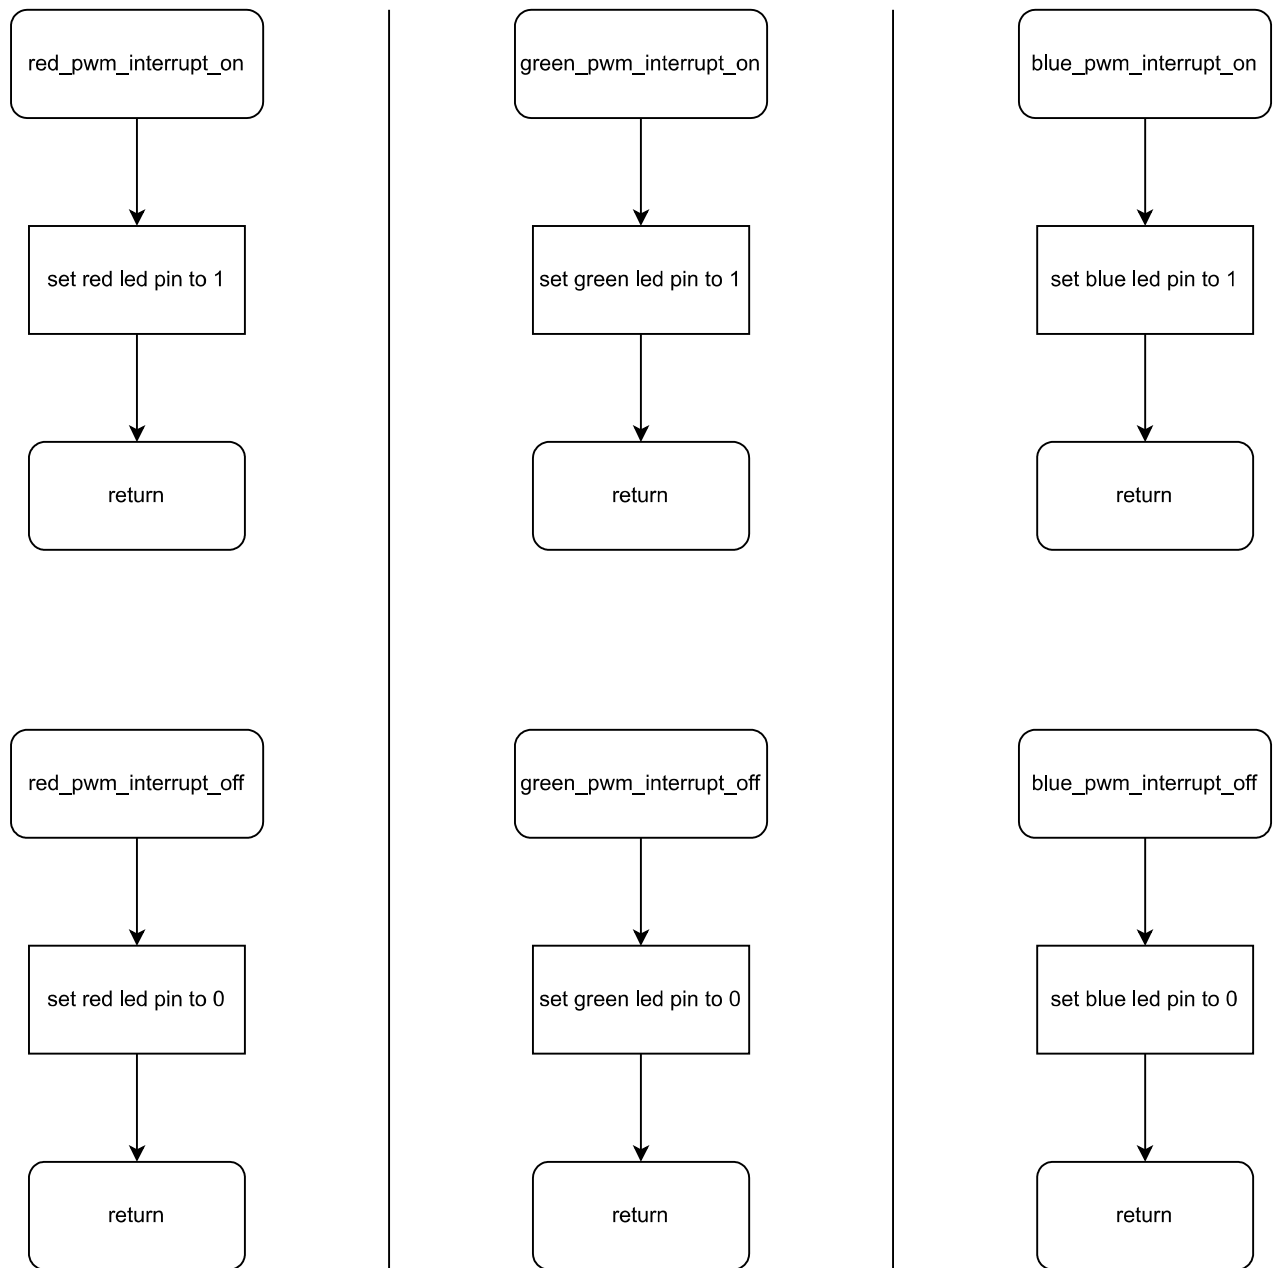 red_pwm_interrupt_on
green_pwm_interrupt_on
blue_pwm_interrupt_on
set red led pin to 1
set green led pin to 1
set blue led pin to 1
return
return
return
red_pwm_interrupt_off
green_pwm_interrupt_off
blue_pwm_interrupt_off
set red led pin to 0
set green led pin to 0
set blue led pin to 0
return
return
return